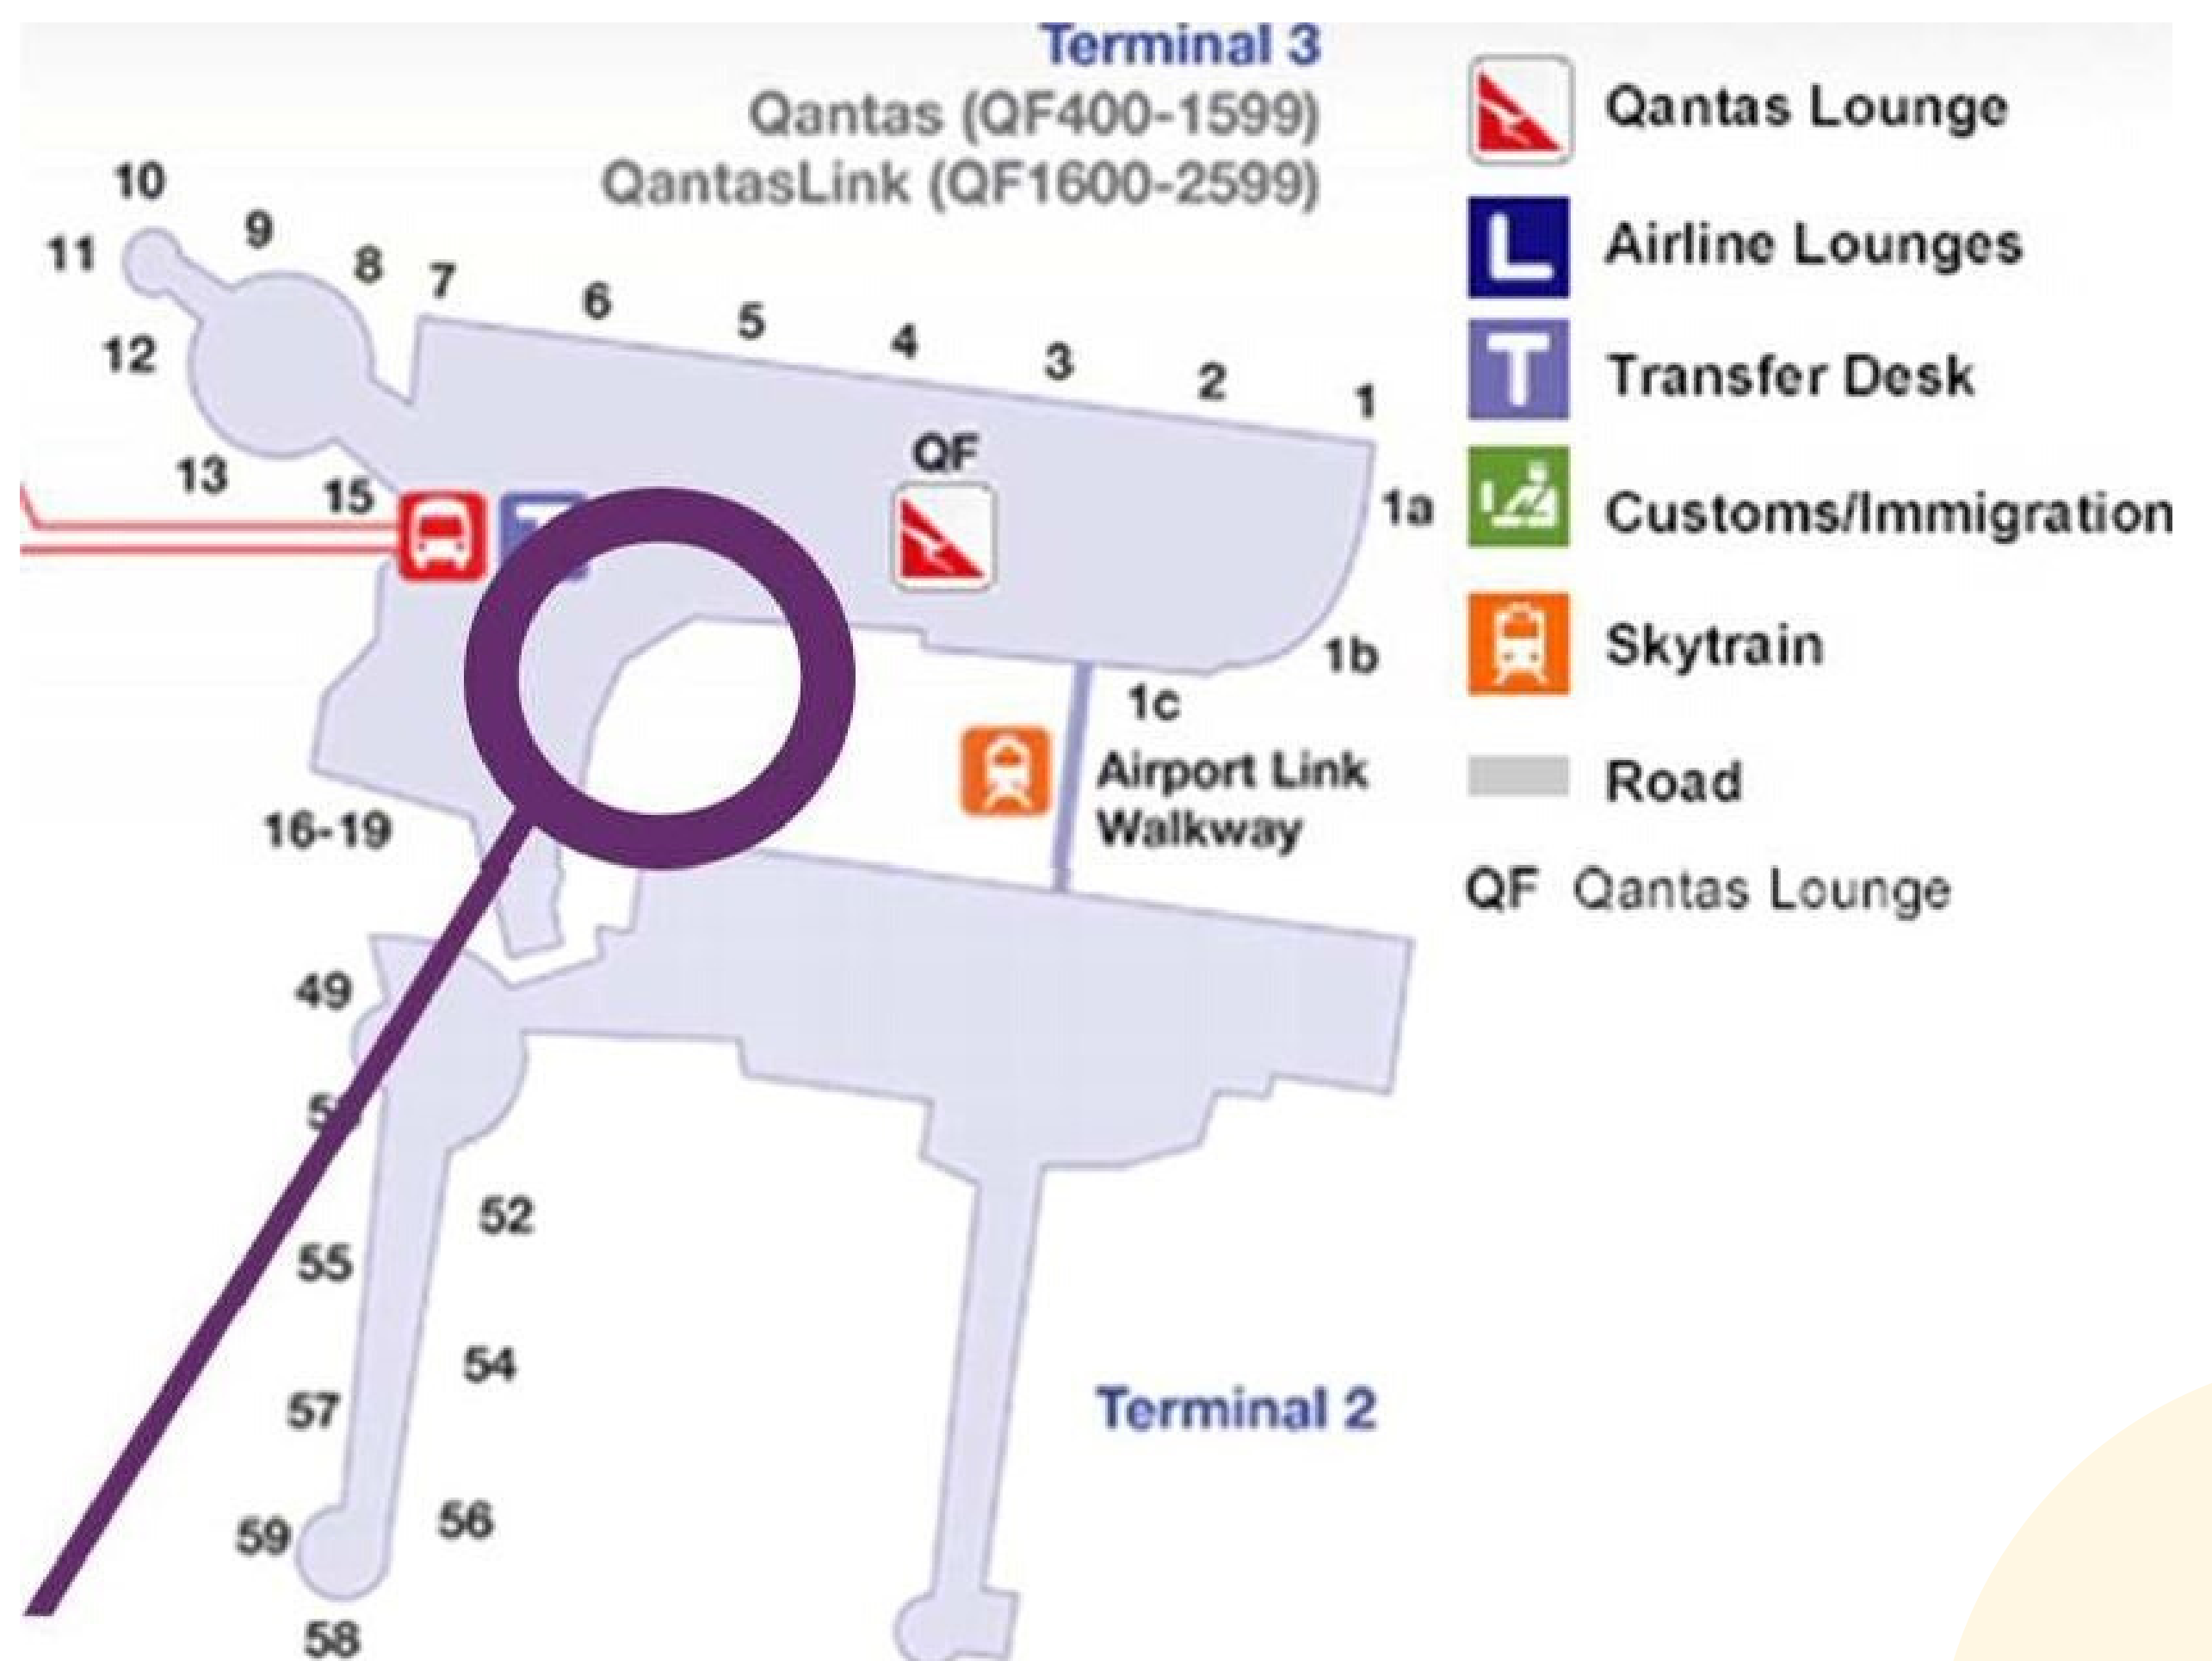 Terminal 3
Qantas (QF400-1599)
QantasLink (QF1600-2599)
10
11
9
8
7
6
5
4
3
2
1
12
13
15
QF
1a
1b
1c
Airport Link
Walkway
16-19
49
52
55
54
57
Terminal 2
56
59
58
Qantas Lounge
L Airline Lounges
T Transfer Desk
Customs/Immigration
Skytrain
Road
QF Qantas Lounge